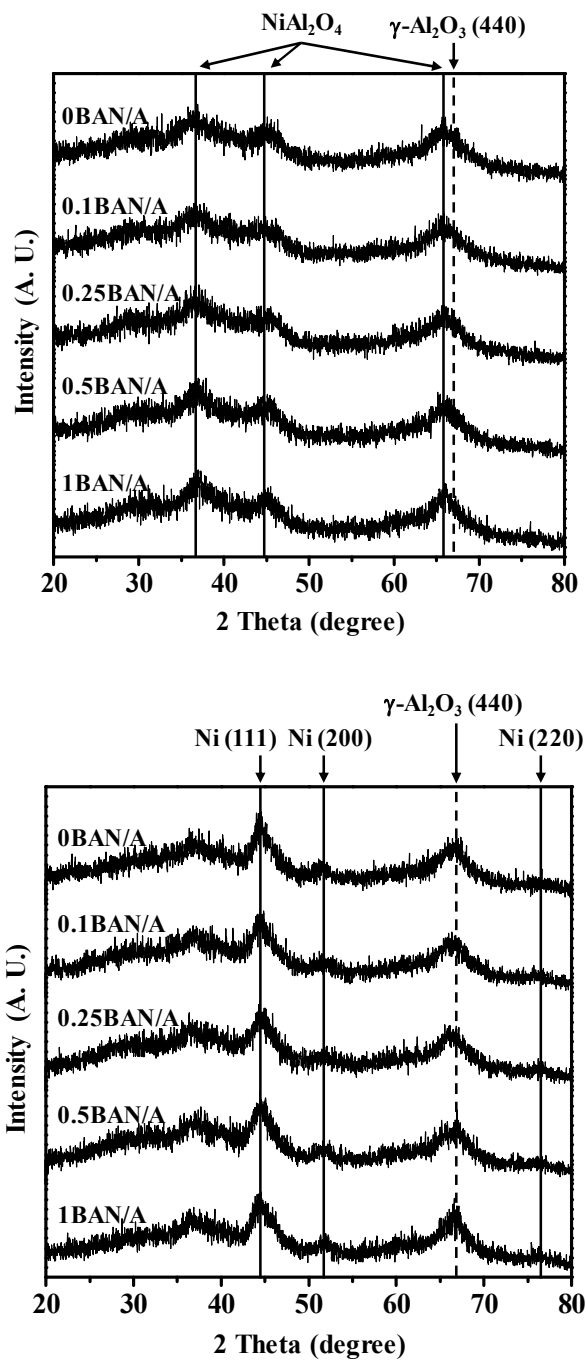 NiAl₂O₄ γ-Al₂O₃ (440)
0BAN/A
0.1BAN/A
0.25BAN/A
0.5BAN/A
1BAN/A
Intensity (A. U.)
20 30 40 50 60 70 80
2 Theta (degree)
γ-Al₂O₃ (440)
Ni (111) Ni (200) Ni (220)
0BAN/A
0.1BAN/A
0.25BAN/A
0.5BAN/A
1BAN/A
Intensity (A. U.)
20 30 40 50 60 70 80
2 Theta (degree)